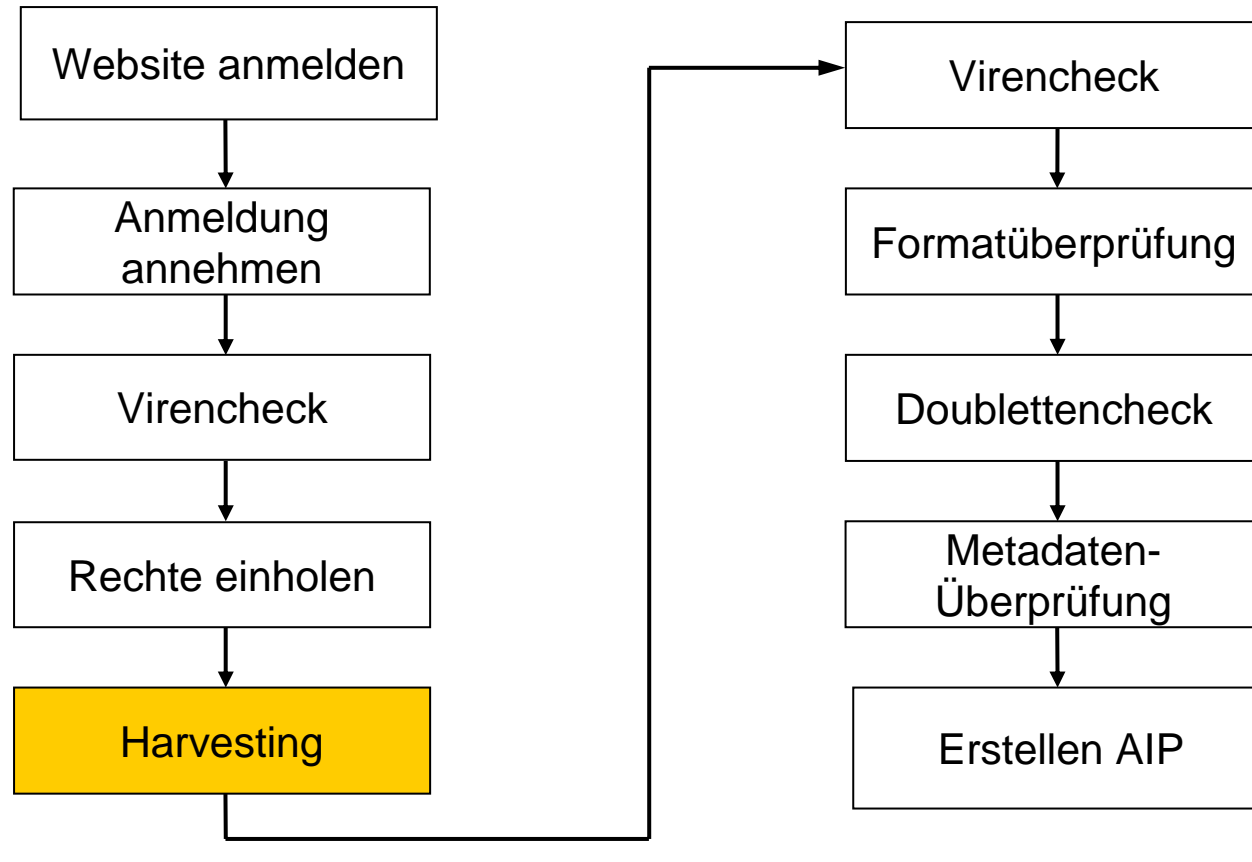 Website anmelden
Anmeldung
annehmen
Virencheck
Rechte einholen
Harvesting
Virencheck
Formatüberprüfung
Doublettencheck
Metadaten-
Überprüfung
Erstellen AIP